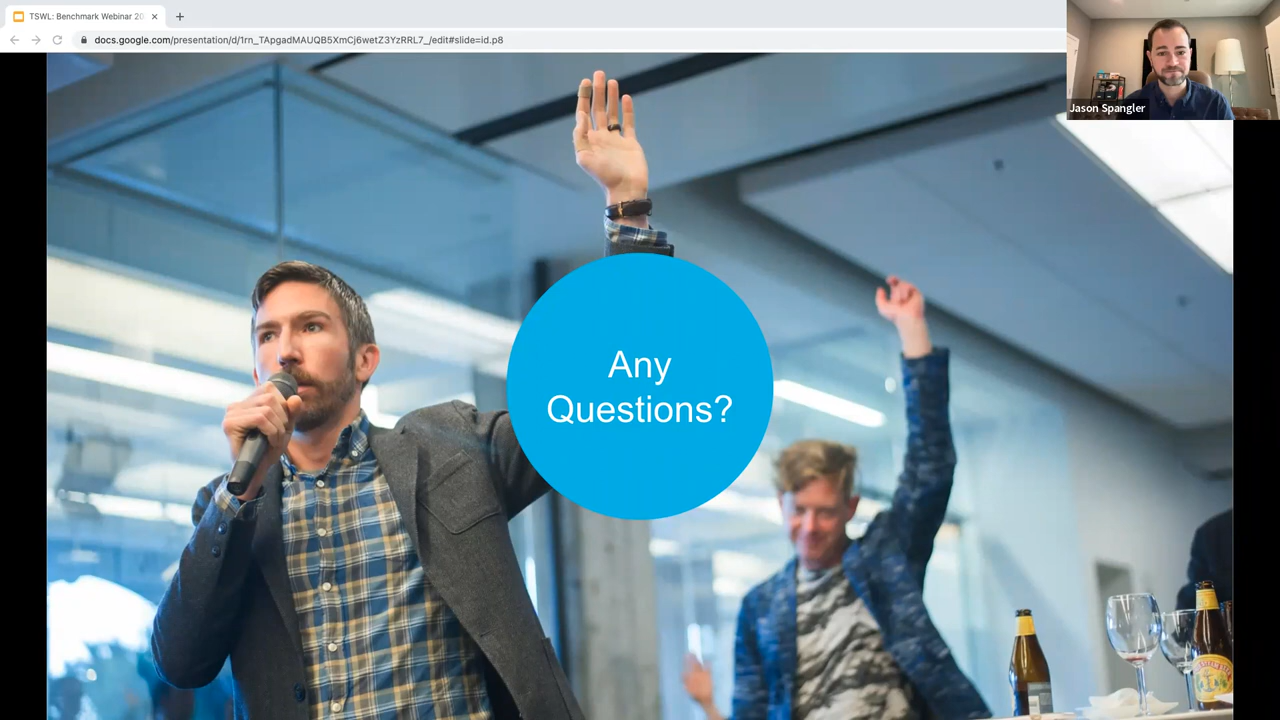 TSWL: Benchmark Webinar 20
docs.google.com/presentation/d/1rn_TApgadMAUQB5XmCj6wetZ3YzRRL7_/edit#slide=id.p8
Jason Spangler
Any
Questions?